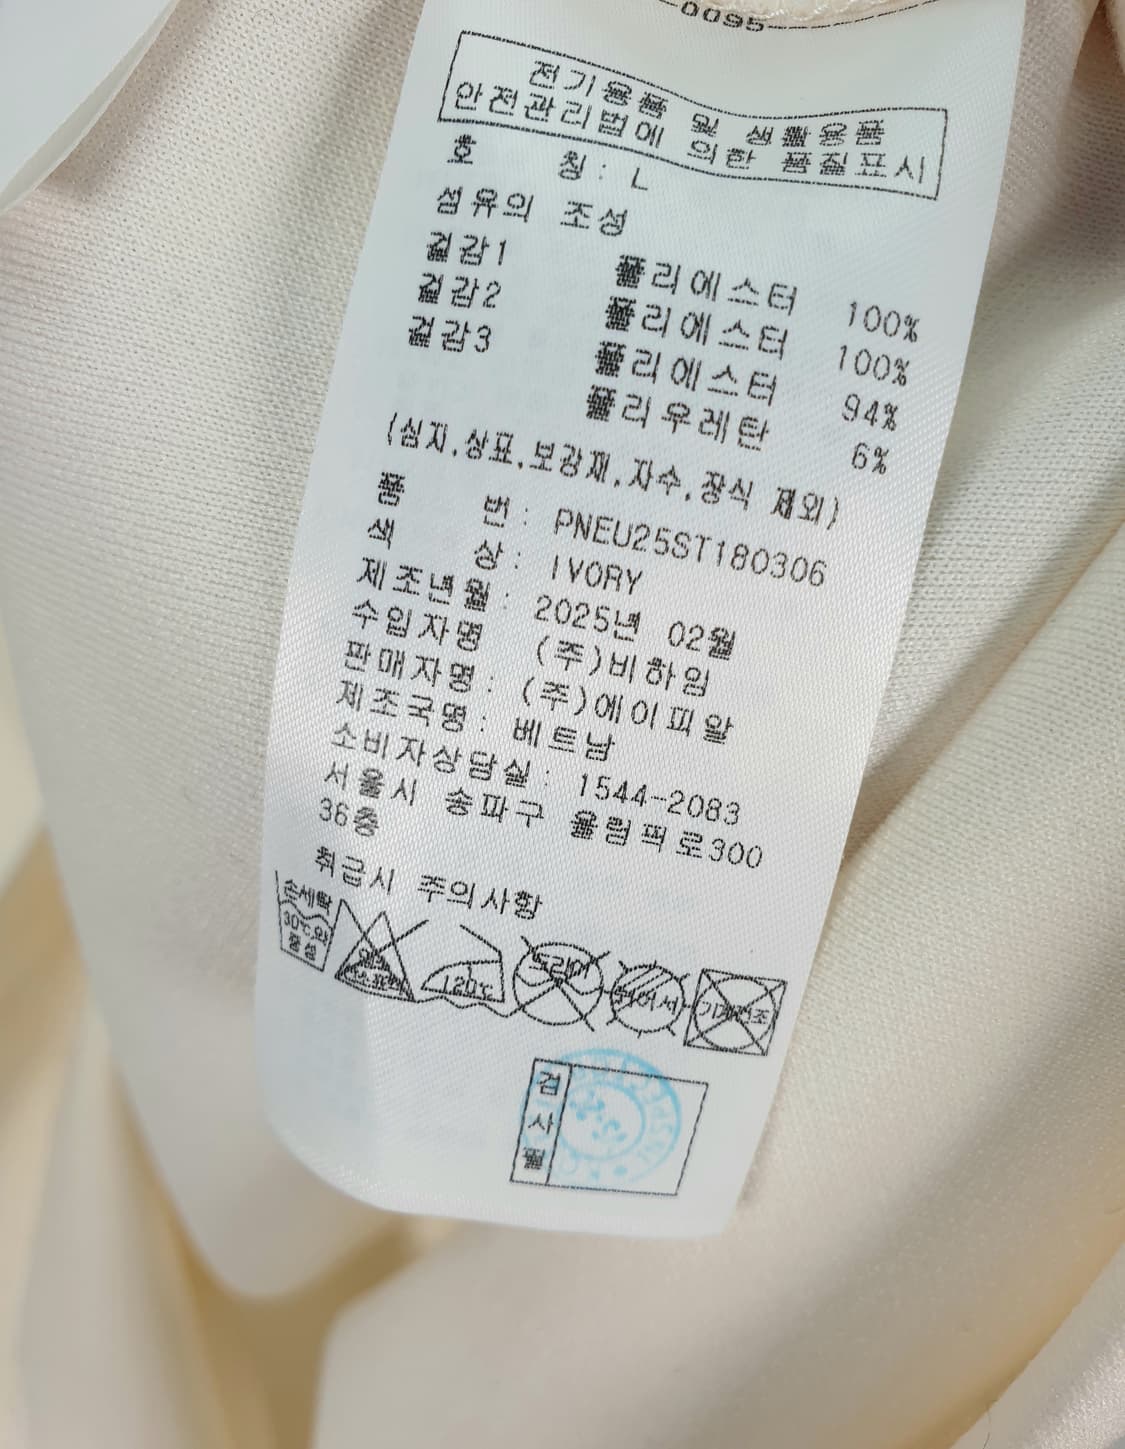 0095
전기용품 및 생활용품
안전관리법에 의한 품질표시
호 칭: L
섬유의 조성
겉감1 폴리에스터 100%
겉감2 폴리에스터 100%
겉감3 폴리에스터 94%
폴리우레탄 6%
(심지,상표,보강재,자수,장식 제외)
품 번: PNEU25ST180306
색 상: IVORY
제조년월: 2025년 02월
수입자명 (주)비하임
판매자명: (주)에이피알
제조국명: 베트남
소비자상담실: 1544-2083
서울시 송파구 올림픽로300
36층
취급시 주의사항
손세탁
30℃,약
중성
120℃
드라이
기계건조
검
사
필